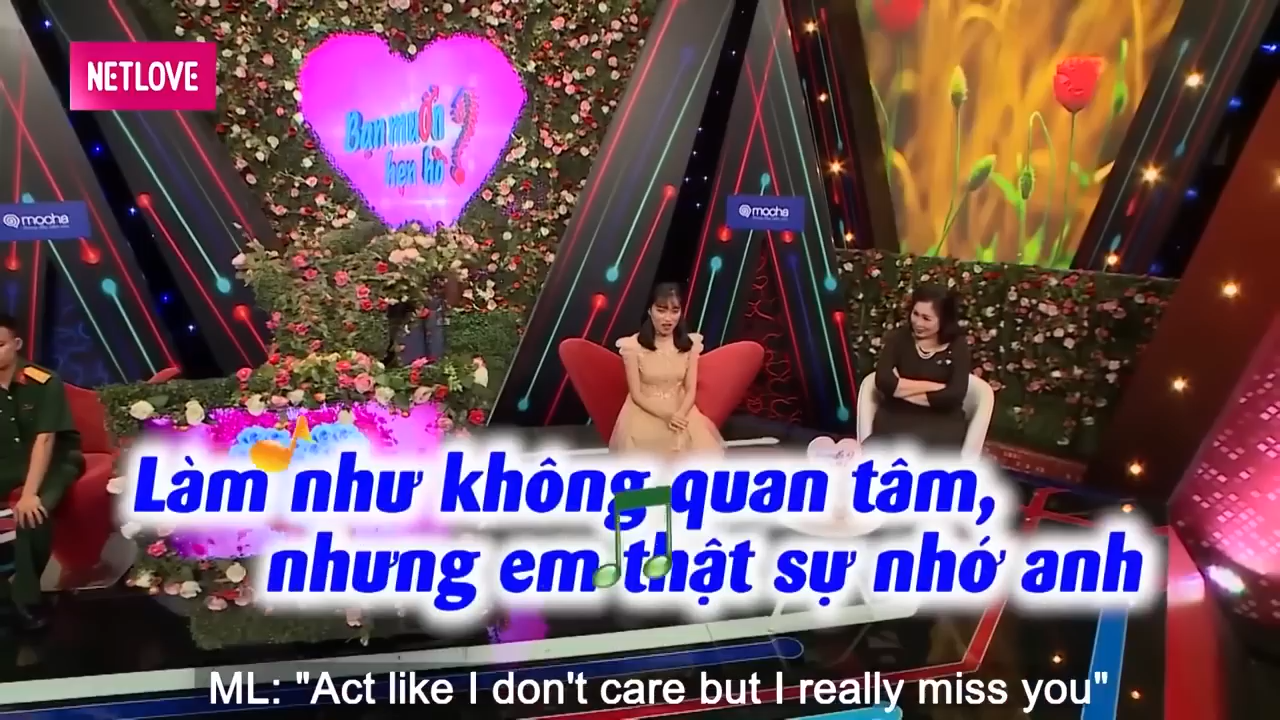 NETLOVE
Bạn muốn
hẹn hò ?
mocha
mocha
Làm như không quan tâm,
nhưng em thật sự nhớ anh
ML: "Act like I don't care but I really miss you"